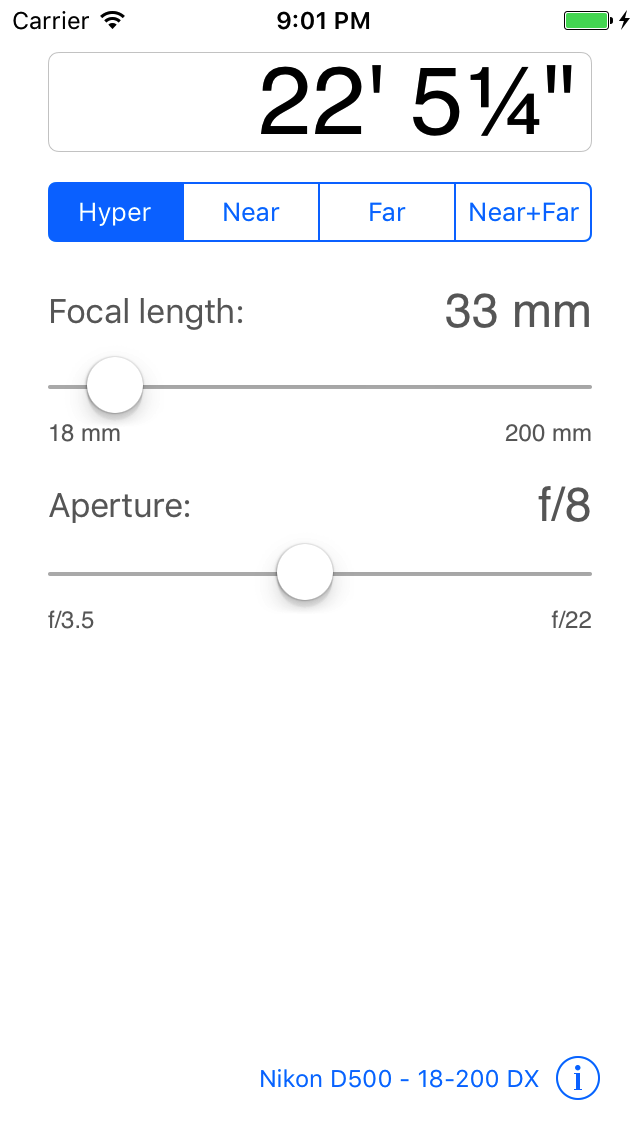 Carrier 9:01 PM
22' 5¼"
Hyper Near Far Near+Far
Focal length: 33 mm
18 mm 200 mm
Aperture: f/8
f/3.5 f/22
Nikon D500 - 18-200 DX i